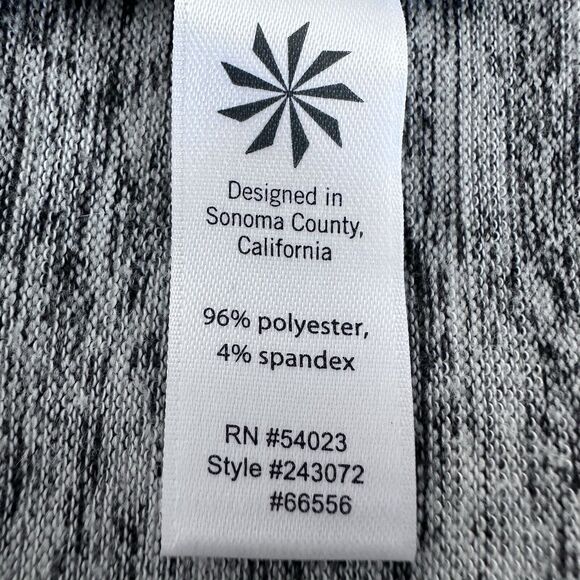 Designed in
Sonoma County,
California
96% polyester,
4% spandex
RN #54023
Style #243072
#66556